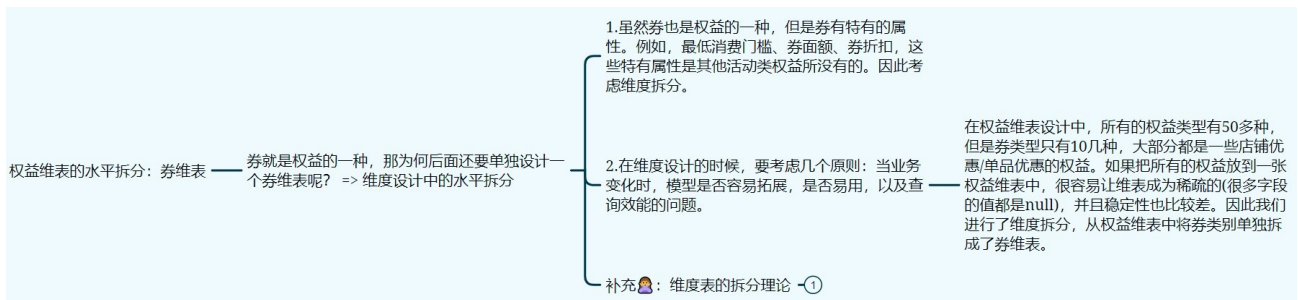 权益维表的水平拆分：券维表
券就是权益的一种，那为何后面还要单独设计一
个券维表呢？ => 维度设计中的水平拆分
1.虽然券也是权益的一种，但是券有特有的属
性。例如，最低消费门槛、券面额、券折扣，这
些特有属性是其他活动类权益所没有的。因此考
虑维度拆分。
2.在维度设计的时候，要考虑几个原则：当业务
变化时，模型是否容易拓展，是否易用，以及查
询效能的问题。
在权益维表设计中，所有的权益类型有50多种，
但是券类型只有10几种，大部分都是一些店铺优
惠/单品优惠的权益。如果把所有的权益放到一张
权益维表中，很容易让维表成为稀疏的(很多字段
的值都是null)，并且稳定性也比较差。因此我们
进行了维度拆分，从权益维表中将券类别单独拆
成了券维表。
补充🙇：维度表的拆分理论 1